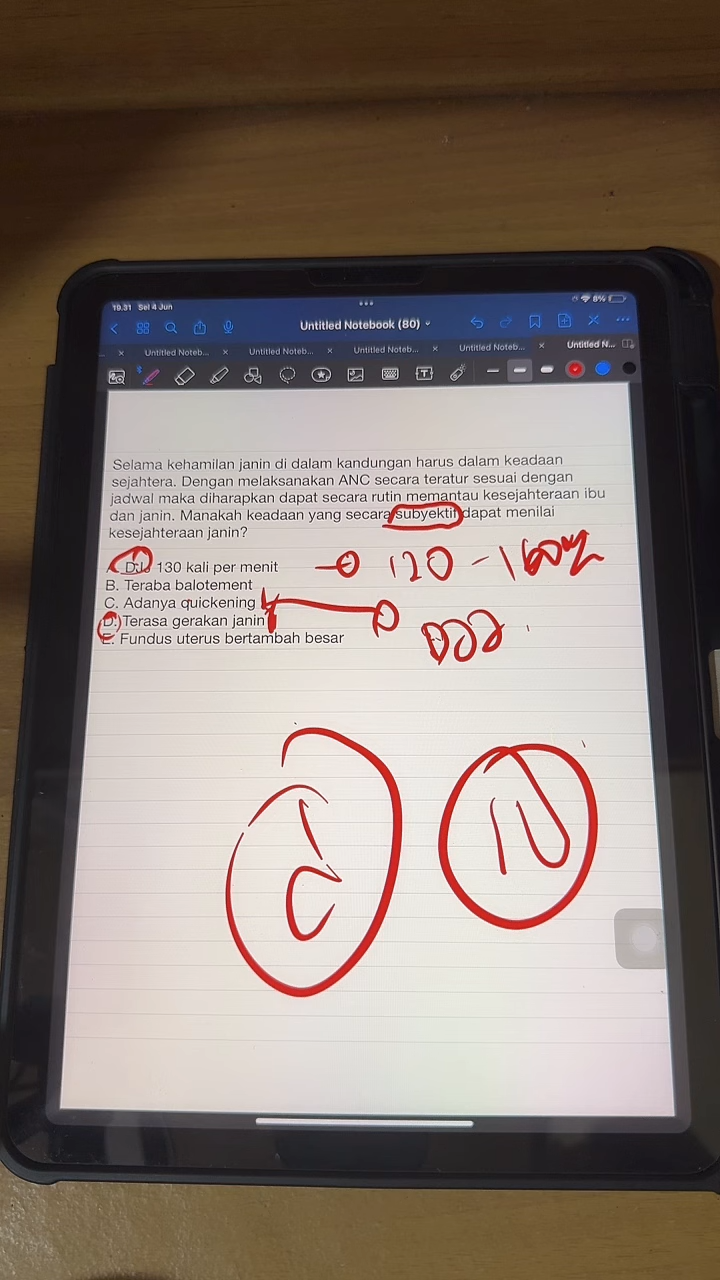 19.31 Sel 4 Jun
6%
Untitled Notebook (80)
Untitled Noteb... Untitled Noteb... Untitled Noteb... Untitled Noteb... Untitled N...
Selama kehamilan janin di dalam kandungan harus dalam keadaan
sejahtera. Dengan melaksanakan ANC secara teratur sesuai dengan
jadwal maka diharapkan dapat secara rutin memantau kesejahteraan ibu
dan janin. Manakah keadaan yang secara subyektif dapat menilai
kesejahteraan janin?
A. DJJ 130 kali per menit
120 - 160
B. Teraba balotement
C. Adanya quickening
D. Terasa gerakan janin
E. Fundus uterus bertambah besar